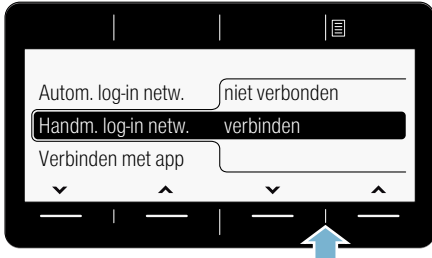 Autom. log-in netw. niet verbonden
Handm. log-in netw. verbinden
Verbinden met app